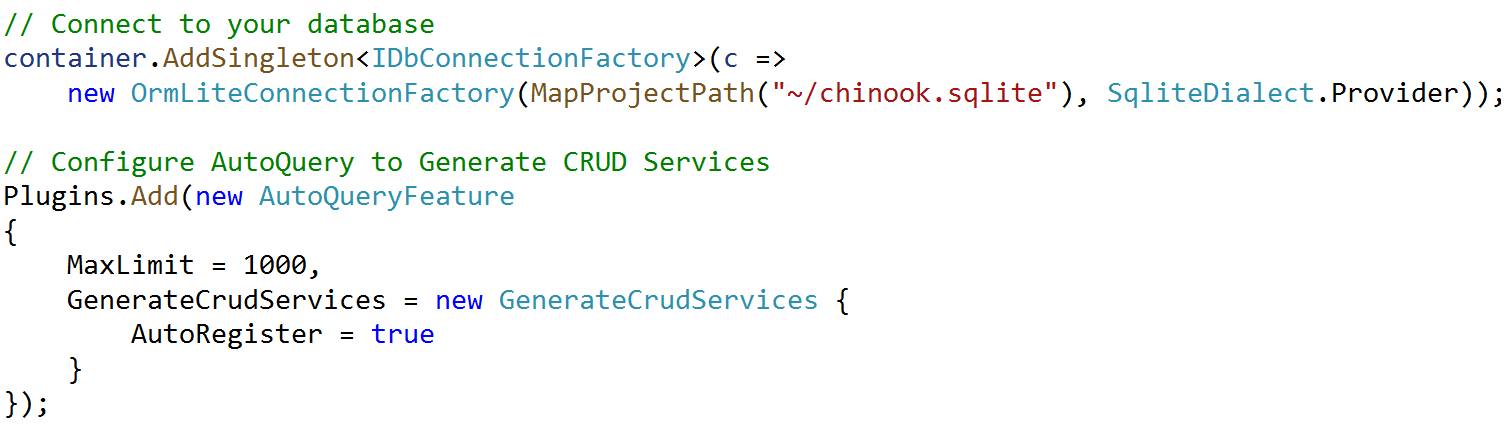 // Connect to your database
container.AddSingleton<IDbConnectionFactory>(c =>
    new OrmLiteConnectionFactory(MapProjectPath("~/chinook.sqlite"), SqliteDialect.Provider));

// Configure AutoQuery to Generate CRUD Services
Plugins.Add(new AutoQueryFeature
{
    MaxLimit = 1000,
    GenerateCrudServices = new GenerateCrudServices {
        AutoRegister = true
    }
});